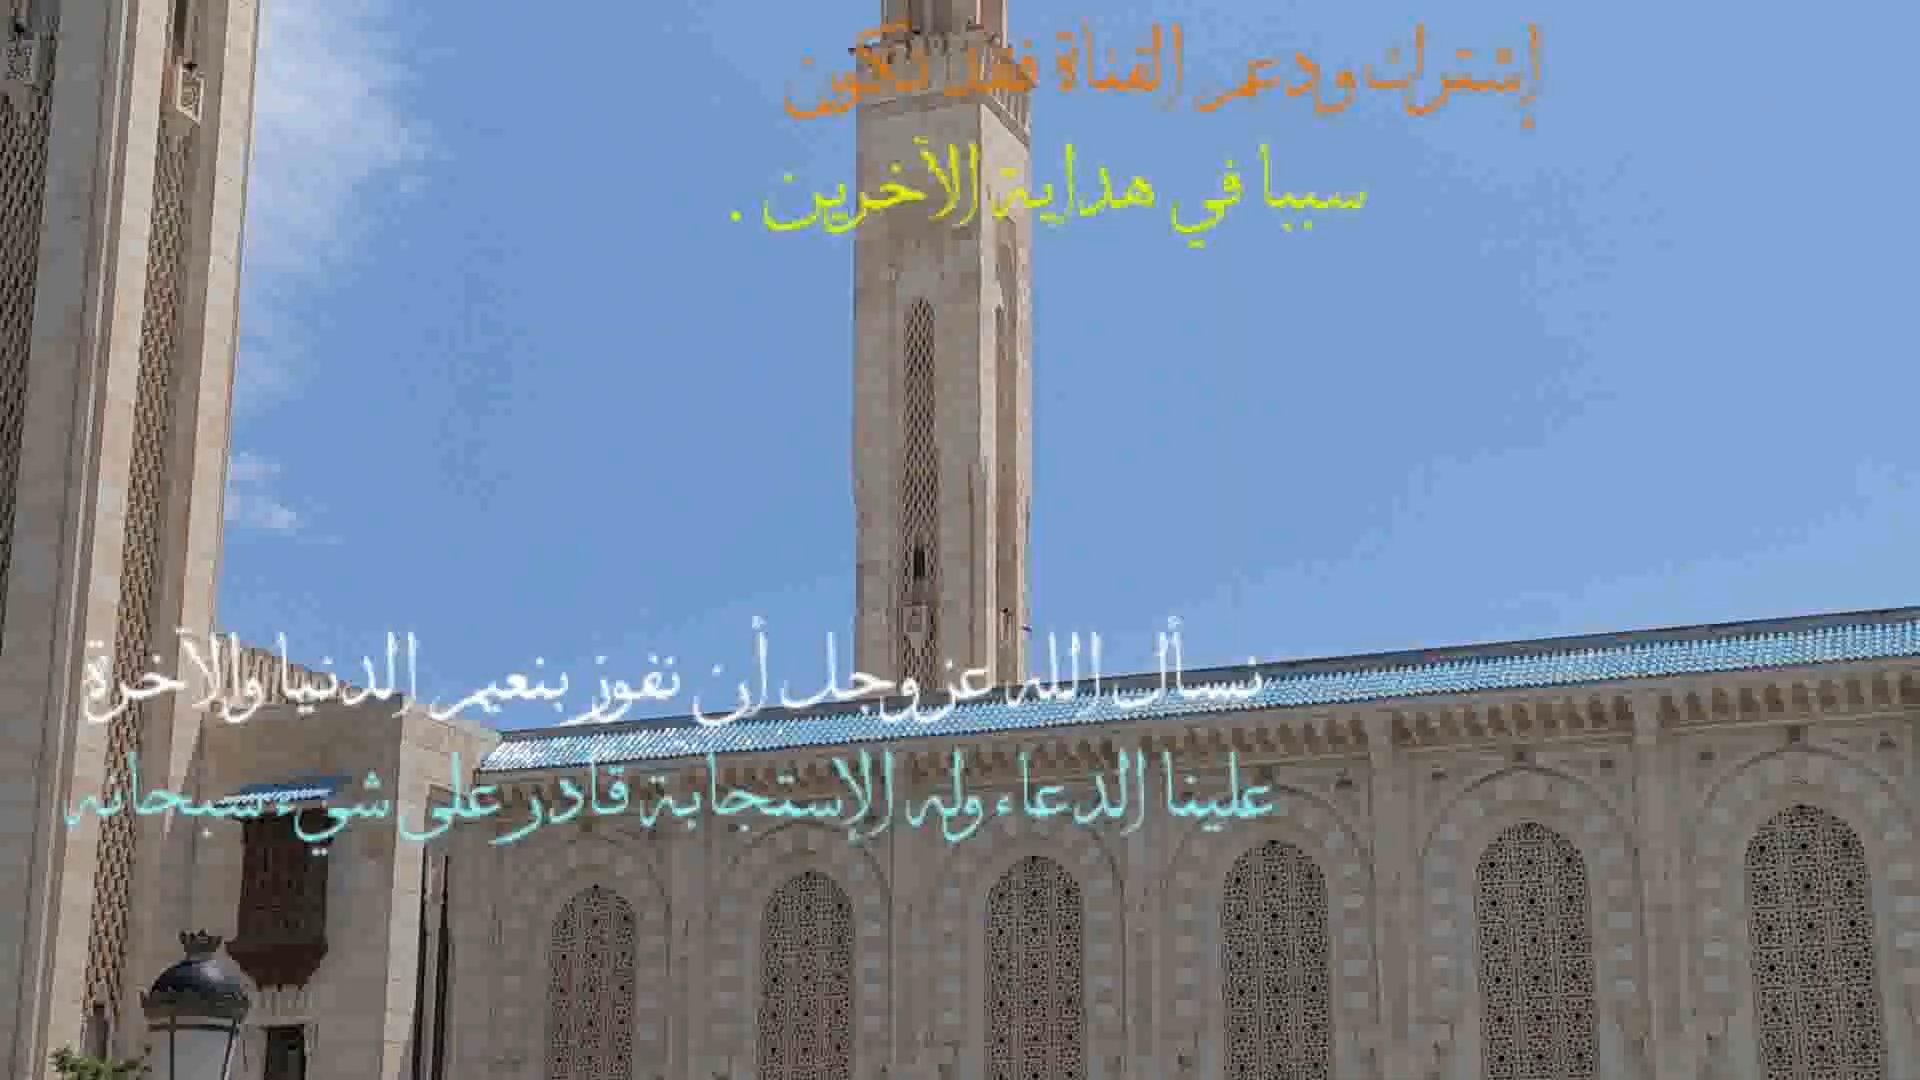 إشترك ودعم القناة فقد تكون
سببا في هداية الآخرين .
نسأل الله عز وجل أن نفوز بنعيم الدنيا والآخرة
علينا الدعاء وله الإستجابة قادر على شيء سبحانه